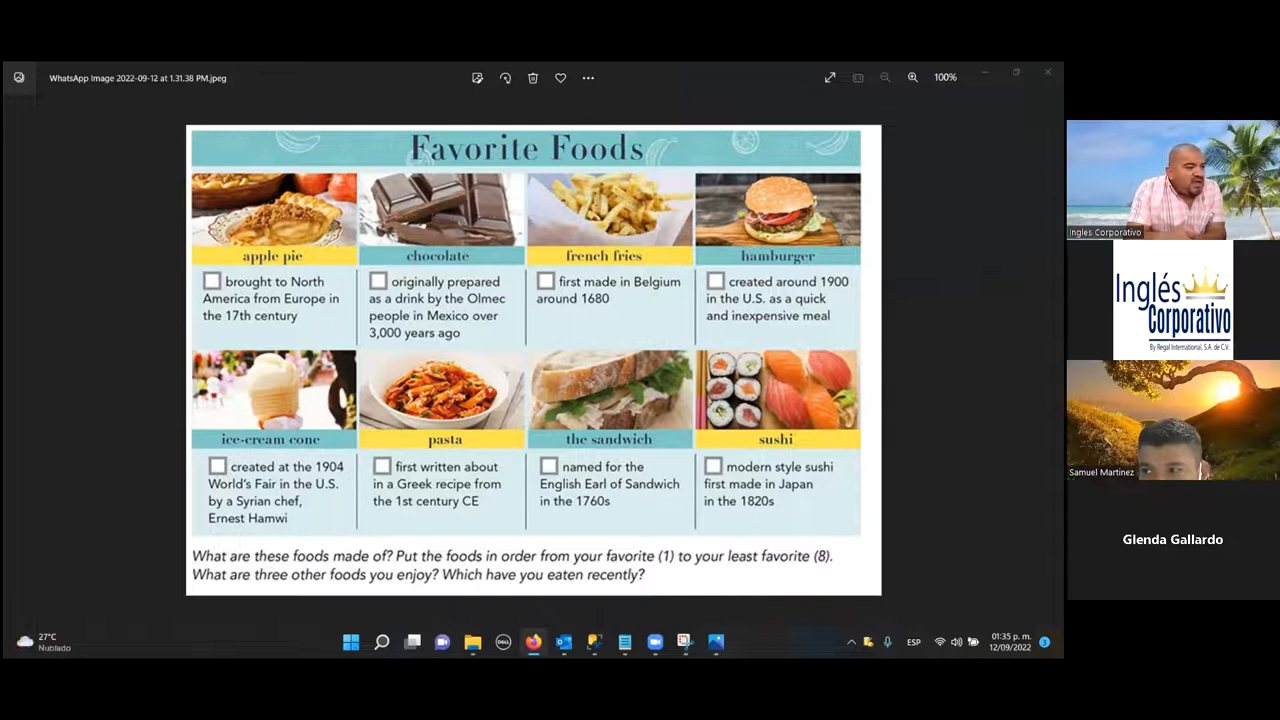 WhatsApp Image 2022-09-12 at 1.31.38 PM.jpeg
100%
Favorite Foods
apple pie
brought to North
America from Europe in
the 17th century
chocolate
originally prepared
as a drink by the Olmec
people in Mexico over
3,000 years ago
french fries
first made in Belgium
around 1680
hamburger
created around 1900
in the U.S. as a quick
and inexpensive meal
ice-cream cone
created at the 1904
World's Fair in the U.S.
by a Syrian chef,
Ernest Hamwi
pasta
first written about
in a Greek recipe from
the 1st century CE
the sandwich
named for the
English Earl of Sandwich
in the 1760s
sushi
modern style sushi
first made in Japan
in the 1820s
What are these foods made of? Put the foods in order from your favorite (1) to your least favorite (8).
What are three other foods you enjoy? Which have you eaten recently?
27°C
Nublado
DELL
ESP
01:35 p. m.
12/09/2022
3
Ingles Corporativo
Inglés
Corporativo
By Regal International, S.A. de C.V.
Samuel Martinez
Glenda Gallardo